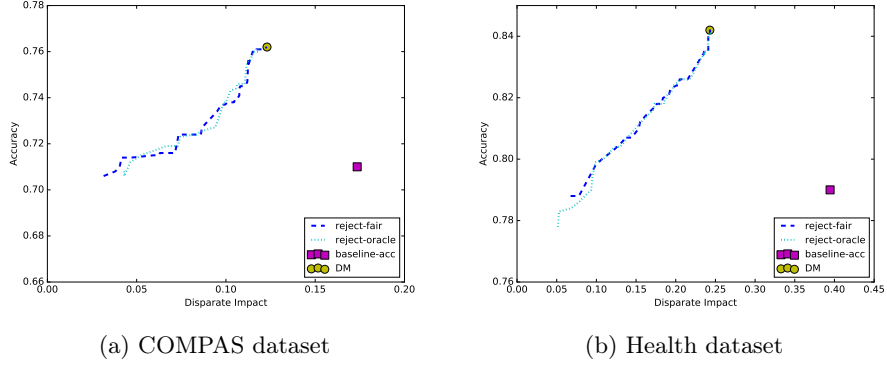 0.78
0.76
0.74
0.72
0.70
0.68
0.66
Accuracy
0.00 0.05 0.10 0.15 0.20
Disparate Impact
reject-fair
reject-oracle
baseline-acc
DM
(a) COMPAS dataset
0.84
0.82
0.80
0.78
0.76
Accuracy
0.00 0.05 0.10 0.15 0.20 0.25 0.30 0.35 0.40 0.45
Disparate Impact
reject-fair
reject-oracle
baseline-acc
DM
(b) Health dataset